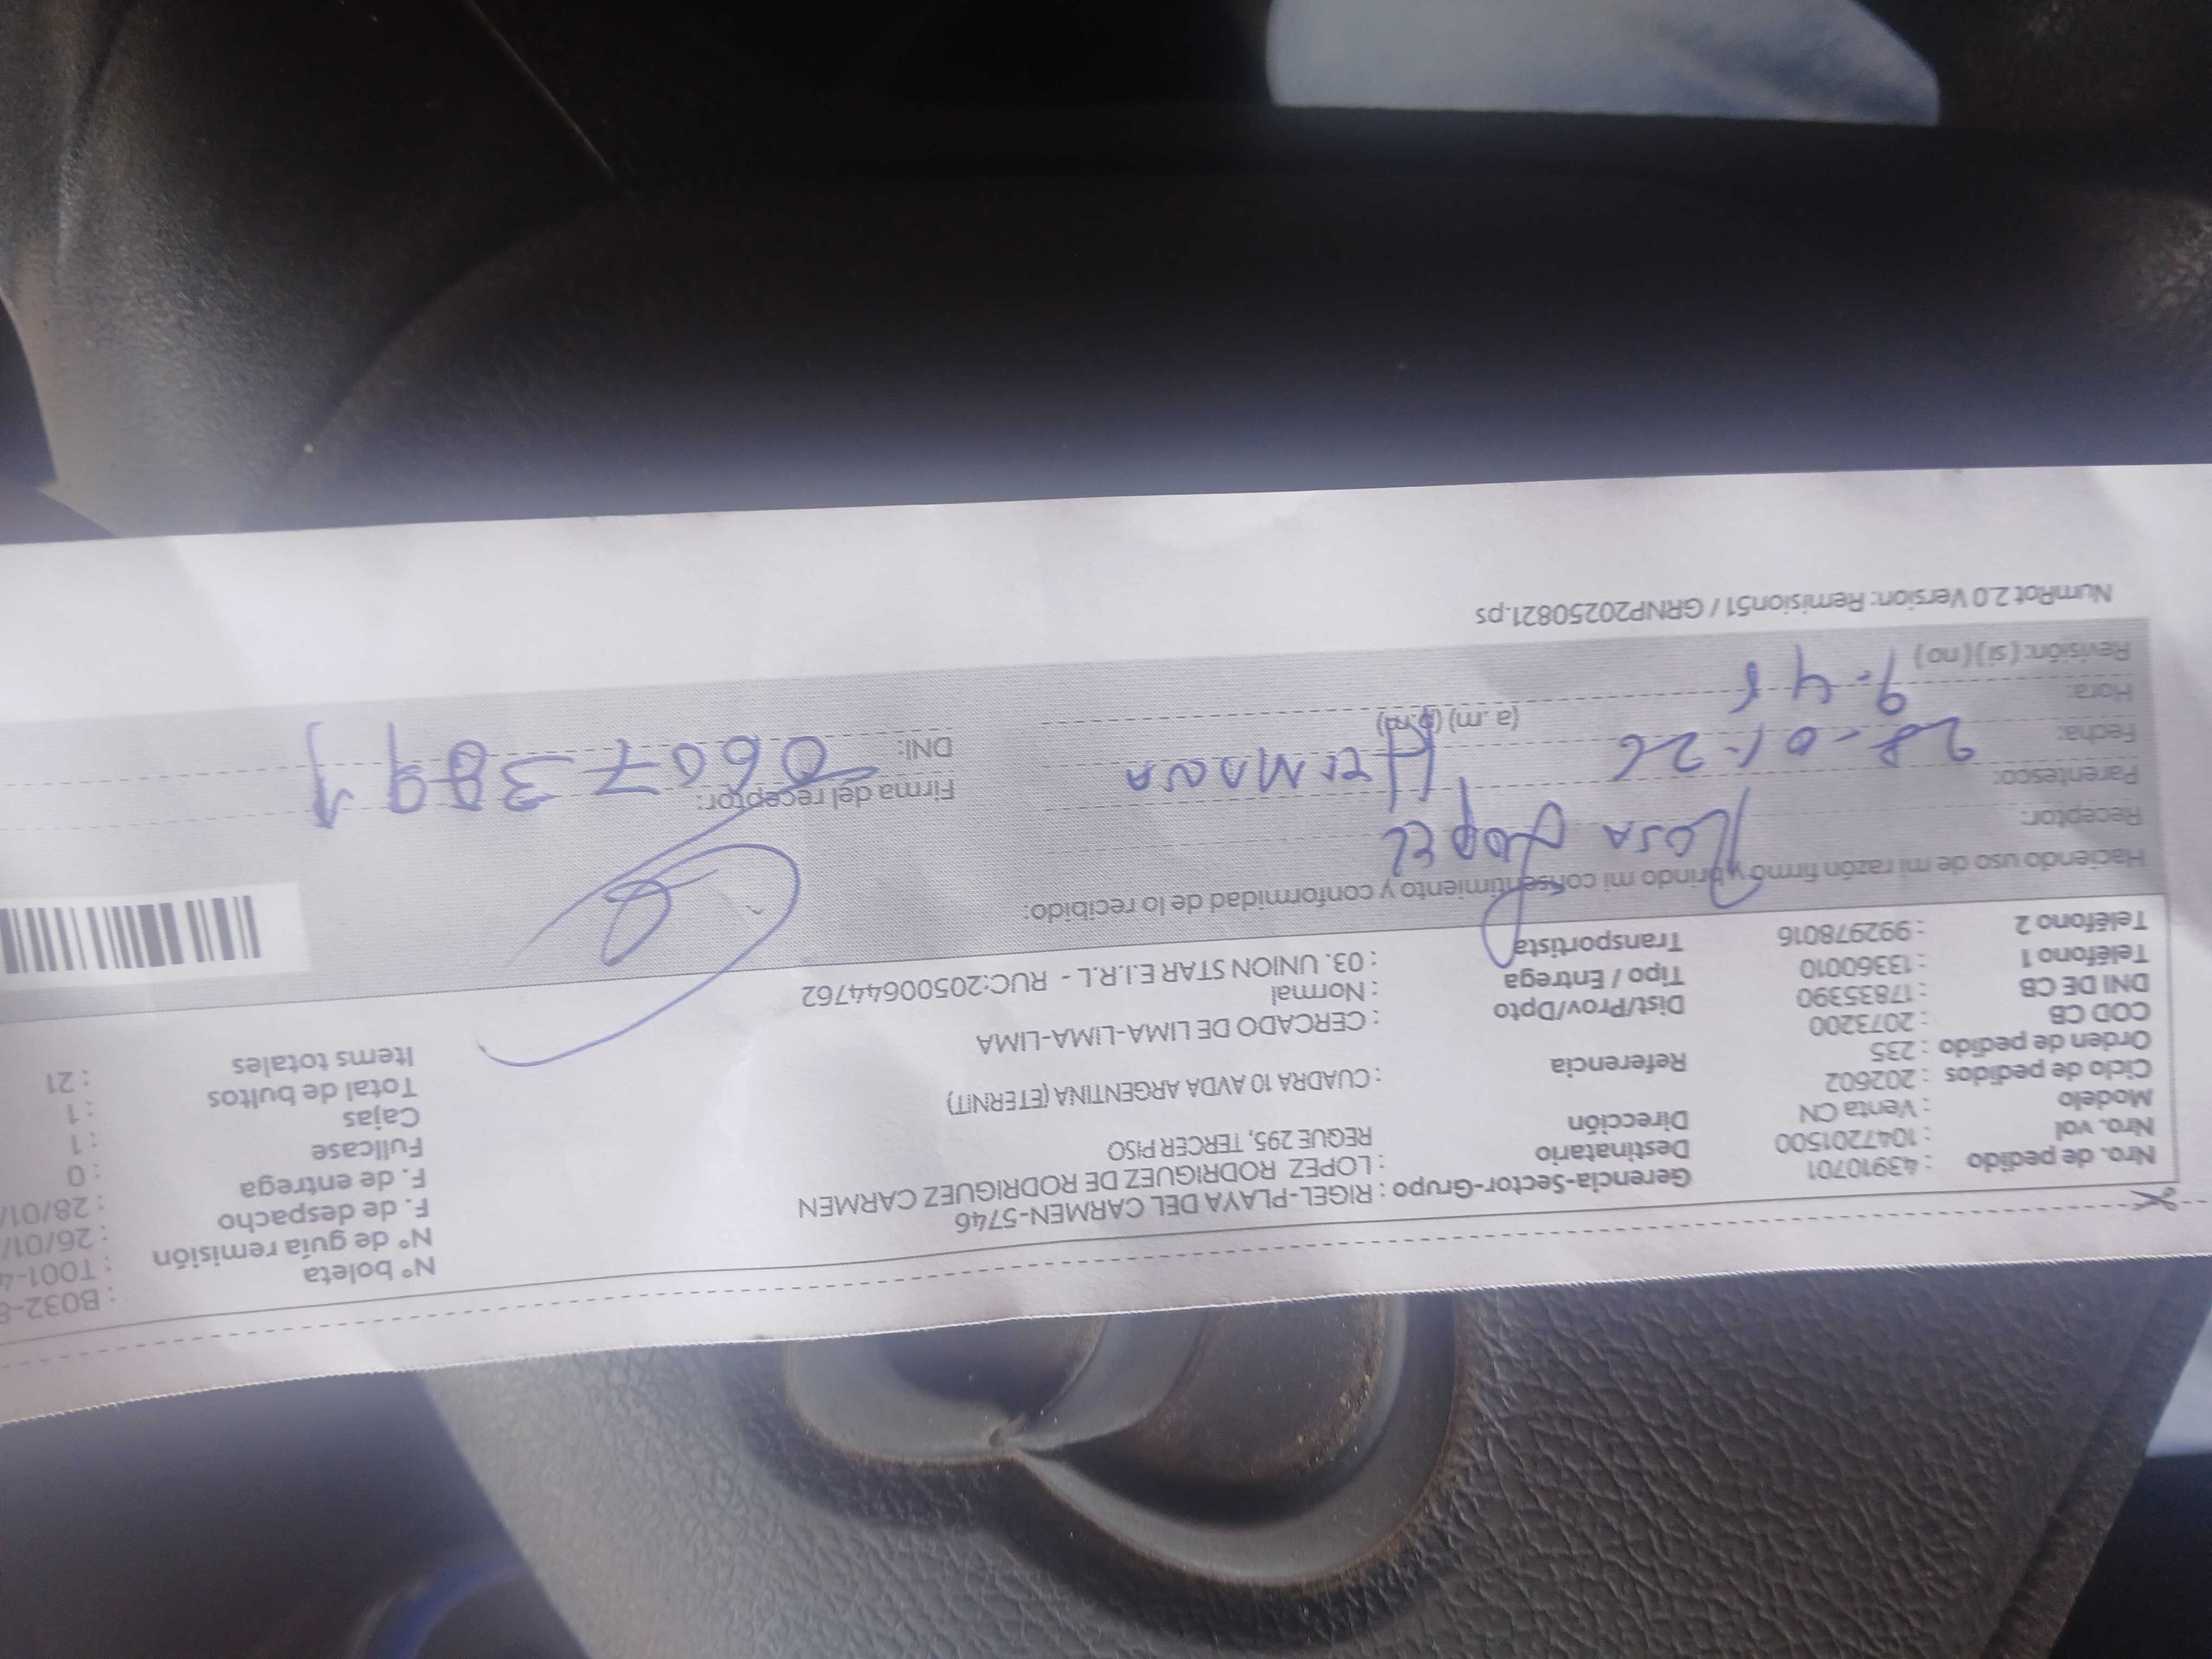 Nro. de pedido : 43910701 Gerencia-Sector-Grupo : RIGEL-PLAYA DEL CARMEN-5746 N° boleta : B032-8
Nro. vol : 1047201500 Destinatario : LOPEZ RODRIGUEZ DE RODRIGUEZ CARMEN N° de guía remisión : T001-4
Modelo : Venta CN Dirección REGUE 295, TERCER PISO F. de despacho : 26/01/
Ciclo de pedidos : 202602 F. de entrega : 28/01/
Orden de pedido : 235 Referencia : CUADRA 10 AVDA ARGENTINA (ETERNIT) Fullcase : 0
COD CB : 2073200 Dist/Prov/Dpto : CERCADO DE LIMA-LIMA-LIMA Cajas : 1
DNI DE CB : 17835390 Tipo / Entrega : Normal Total de bultos : 1
Teléfono 1 : 13360010 Transportista : 03. UNION STAR E.I.R.L - RUC:20500644762 Items totales : 21
Teléfono 2 : 992978016
Haciendo uso de mi razón firmo y brindo mi consentimiento y conformidad de lo recibido:
Receptor: Rosa Lopez
Parentesco: Hermana Firma del receptor:
Fecha: 28-01-26 DNI:
Hora: 9-45 (a.m) (p.m)
Revisión: (si) (no)
NumRot 2.0 Version: Remision51 / GRNP20250821.ps